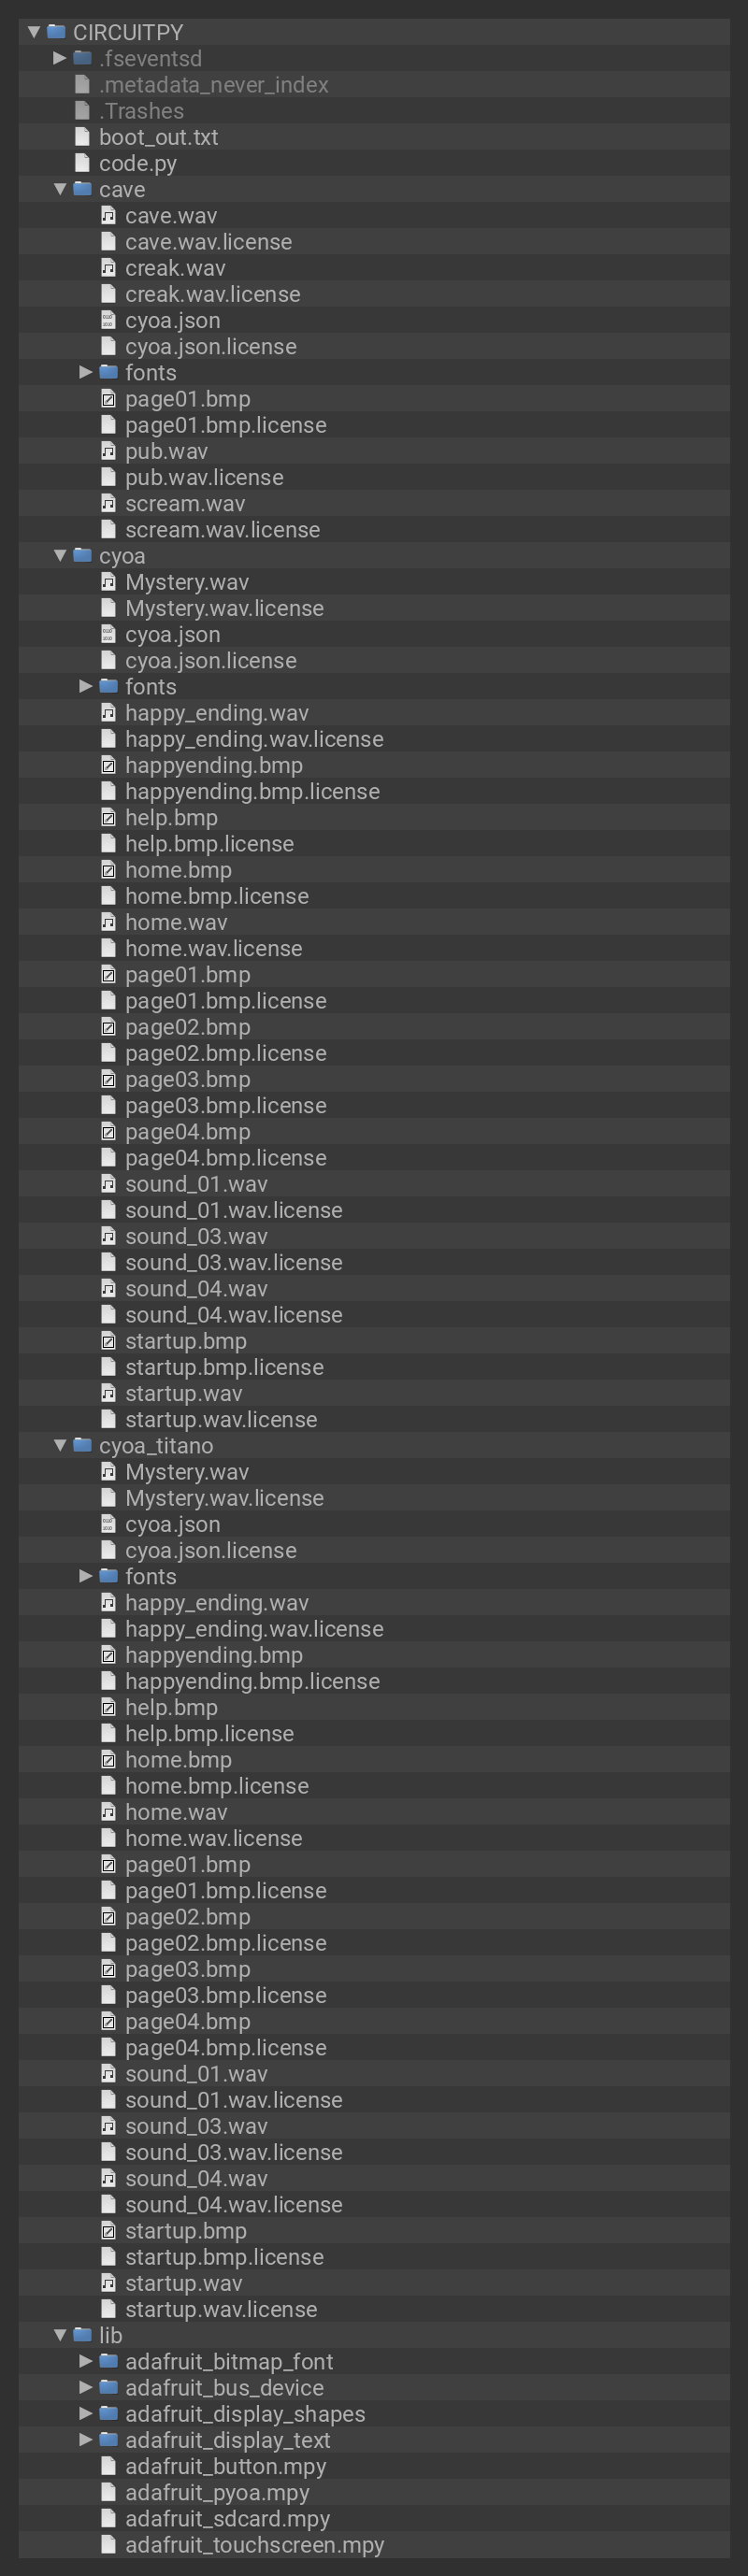 CIRCUITPY
.fseventsd
.metadata_never_index
.Trashes
boot_out.txt
code.py
cave
cave.wav
cave.wav.license
creak.wav
creak.wav.license
cyoa.json
cyoa.json.license
fonts
page01.bmp
page01.bmp.license
pub.wav
pub.wav.license
scream.wav
scream.wav.license
cyoa
Mystery.wav
Mystery.wav.license
cyoa.json
cyoa.json.license
fonts
happy_ending.wav
happy_ending.wav.license
happyending.bmp
happyending.bmp.license
help.bmp
help.bmp.license
home.bmp
home.bmp.license
home.wav
home.wav.license
page01.bmp
page01.bmp.license
page02.bmp
page02.bmp.license
page03.bmp
page03.bmp.license
page04.bmp
page04.bmp.license
sound_01.wav
sound_01.wav.license
sound_03.wav
sound_03.wav.license
sound_04.wav
sound_04.wav.license
startup.bmp
startup.bmp.license
startup.wav
startup.wav.license
cyoa_titano
Mystery.wav
Mystery.wav.license
cyoa.json
cyoa.json.license
fonts
happy_ending.wav
happy_ending.wav.license
happyending.bmp
happyending.bmp.license
help.bmp
help.bmp.license
home.bmp
home.bmp.license
home.wav
home.wav.license
page01.bmp
page01.bmp.license
page02.bmp
page02.bmp.license
page03.bmp
page03.bmp.license
page04.bmp
page04.bmp.license
sound_01.wav
sound_01.wav.license
sound_03.wav
sound_03.wav.license
sound_04.wav
sound_04.wav.license
startup.bmp
startup.bmp.license
startup.wav
startup.wav.license
lib
adafruit_bitmap_font
adafruit_bus_device
adafruit_display_shapes
adafruit_display_text
adafruit_button.mpy
adafruit_pyoa.mpy
adafruit_sdcard.mpy
adafruit_touchscreen.mpy